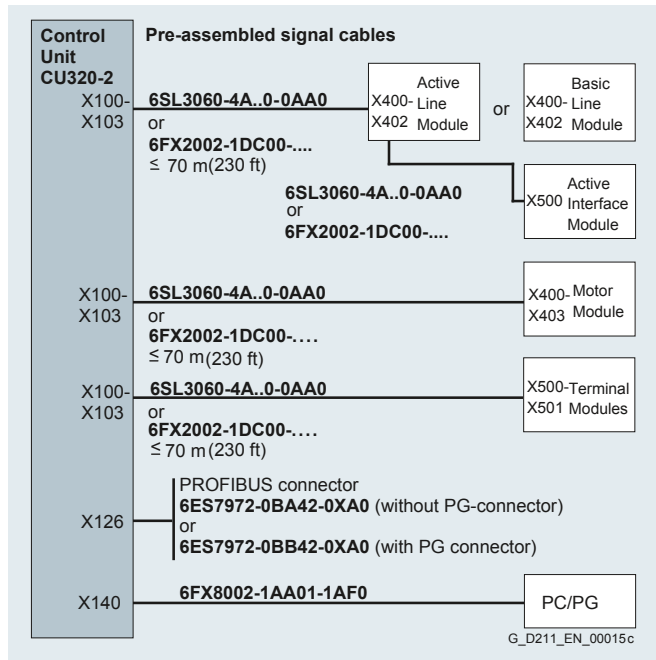 Control
Unit
CU320-2
Pre-assembled signal cables
X100-
X103
6SL3060-4A..0-0AA0
or
6FX2002-1DC00-....
≤ 70 m(230 ft)
X400-
X402
Active
Line
Module
or
X400-
X402
Basic
Line
Module
6SL3060-4A..0-0AA0
or
6FX2002-1DC00-....
X500
Active
Interface
Module
X100-
X103
6SL3060-4A..0-0AA0
or
6FX2002-1DC00-....
≤ 70 m(230 ft)
X400-
X403
Motor
Module
X100-
X103
6SL3060-4A..0-0AA0
or
6FX2002-1DC00-....
≤ 70 m(230 ft)
X500-
X501
Terminal
Modules
X126
PROFIBUS connector
6ES7972-0BA42-0XA0 (without PG-connector)
or
6ES7972-0BB42-0XA0 (with PG connector)
X140
6FX8002-1AA01-1AF0
PC/PG
G_D211_EN_00015c